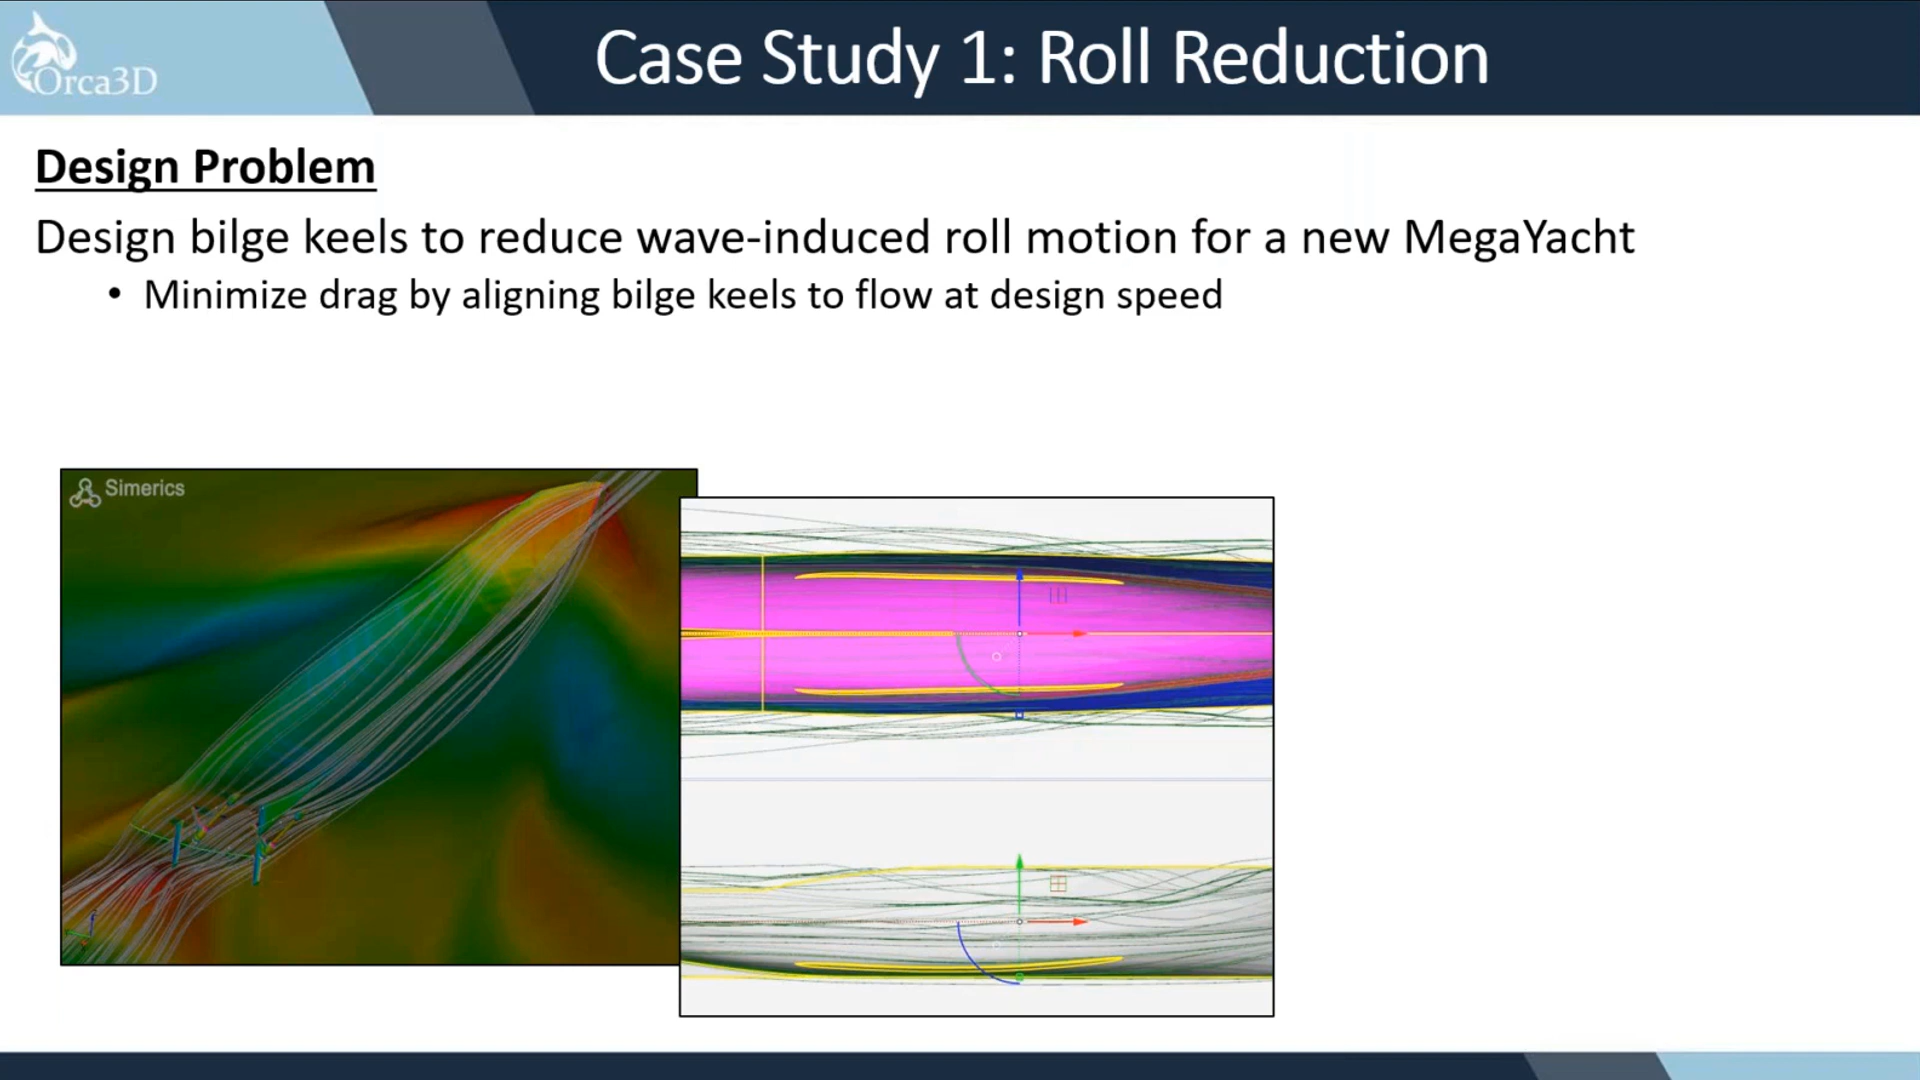 Orca3D
Case Study 1: Roll Reduction
Design Problem
Design bilge keels to reduce wave-induced roll motion for a new MegaYacht
• Minimize drag by aligning bilge keels to flow at design speed
Simerics